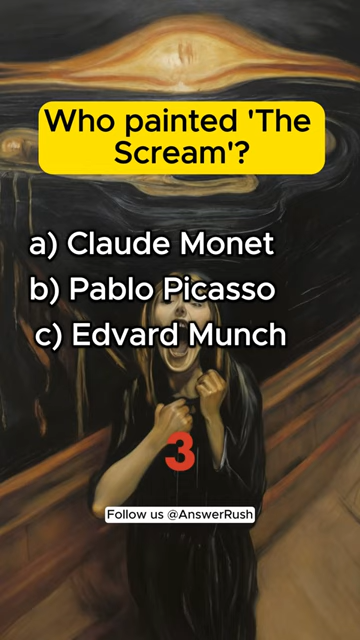 Who painted 'The
Scream'?
a) Claude Monet
b) Pablo Picasso
c) Edvard Munch
3
Follow us @AnswerRush